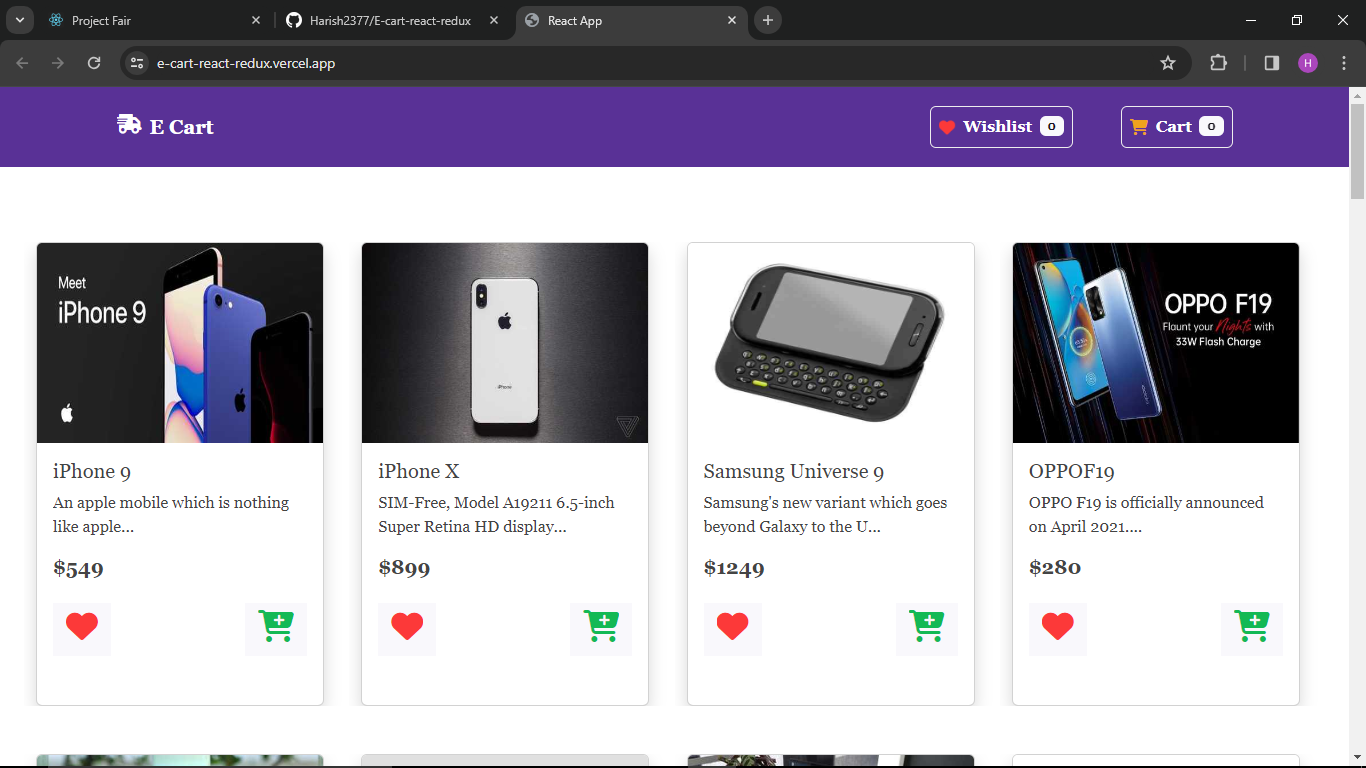 Project Fair
Harish2377/E-cart-react-redux
React App
e-cart-react-redux.vercel.app
H
E Cart
Wishlist 0
Cart 0
Meet
iPhone 9
iPhone
OPPO F19
Flaunt your Nights with
33W Flash Charge
iPhone 9
An apple mobile which is nothing
like apple...
$549
iPhone X
SIM-Free, Model A19211 6.5-inch
Super Retina HD display...
$899
Samsung Universe 9
Samsung's new variant which goes
beyond Galaxy to the U...
$1249
OPPOF19
OPPO F19 is officially announced
on April 2021....
$280